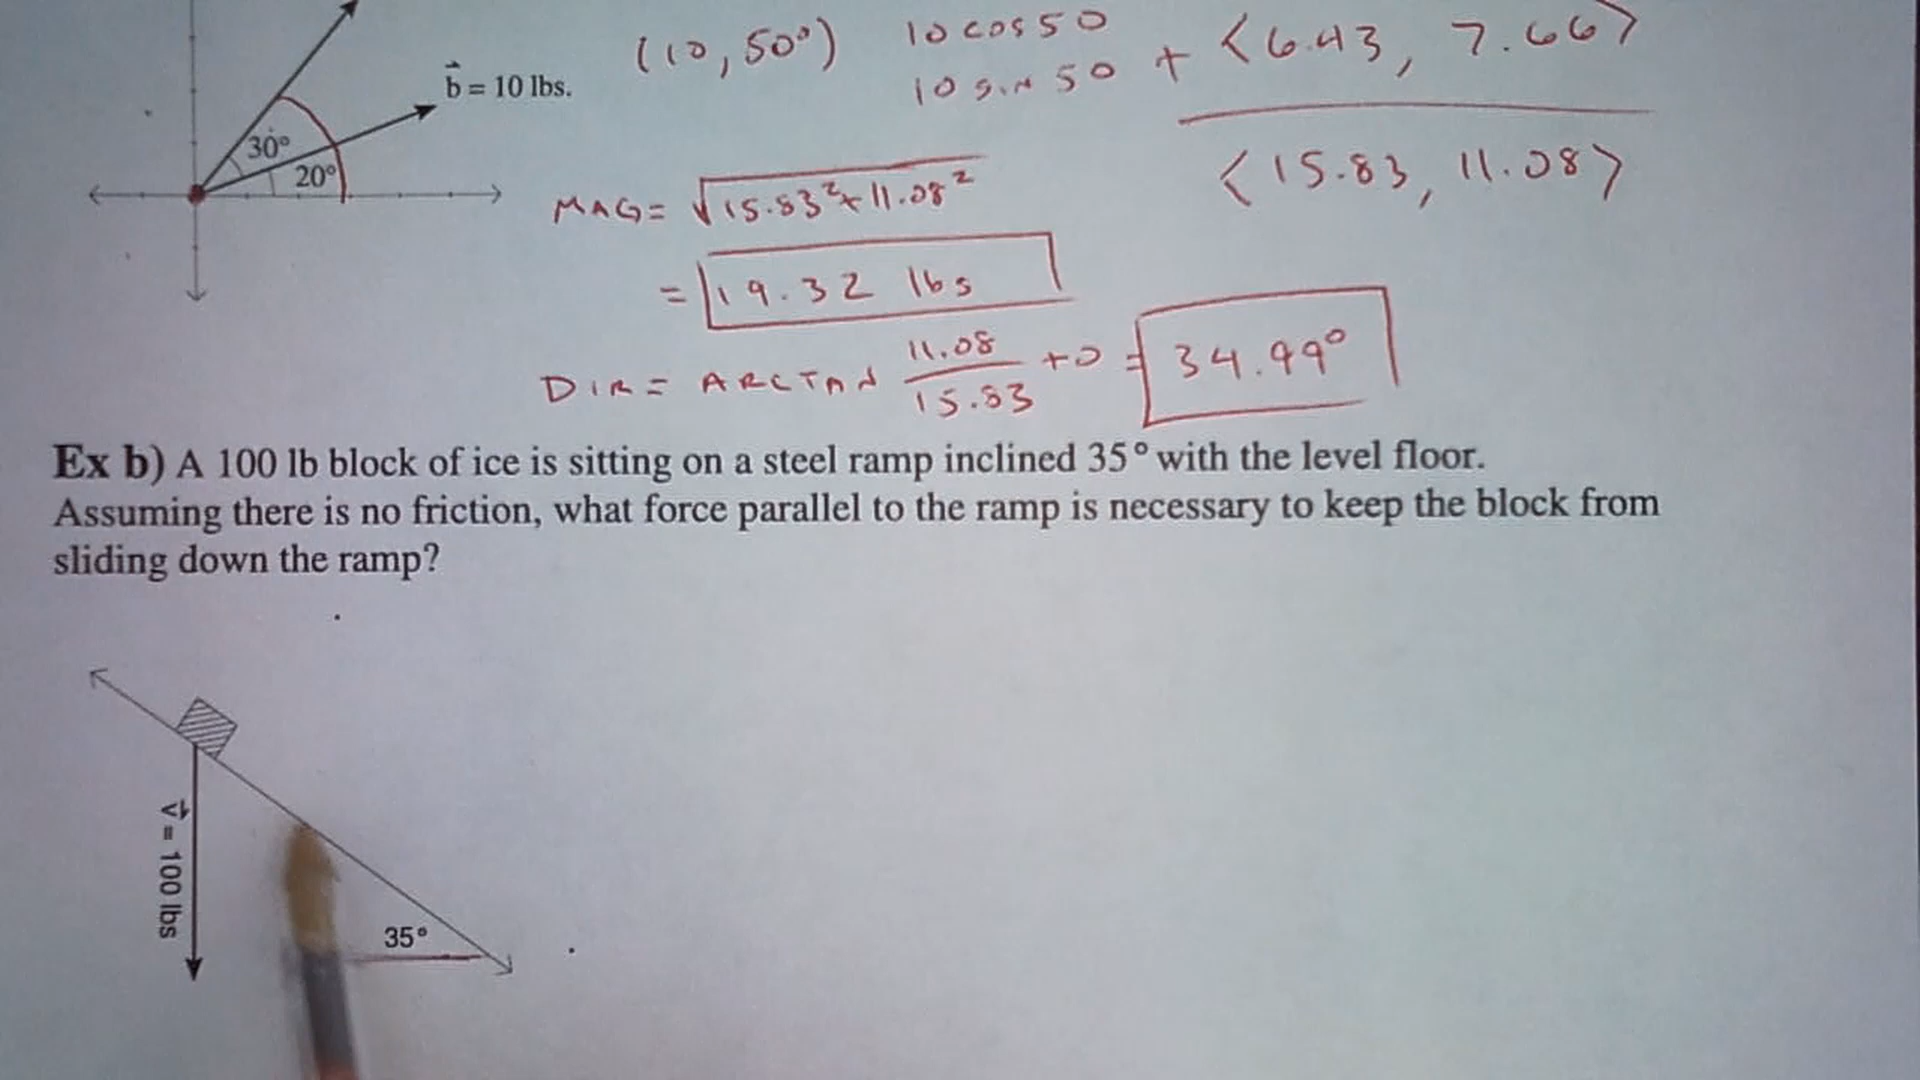 b = 10 lbs.
30°
20°
(10, 50°)
10 cos 50
10 sin 50
+ <6.43, 7.66>
<15.83, 11.08>
MAG = √15.83² + 11.08²
= 19.32 lbs
DIR = ARCTAN 11.08 / 15.83 + 0 = 34.99°
Ex b) A 100 lb block of ice is sitting on a steel ramp inclined 35° with the level floor.
Assuming there is no friction, what force parallel to the ramp is necessary to keep the block from
sliding down the ramp?
v = 100 lbs
35°